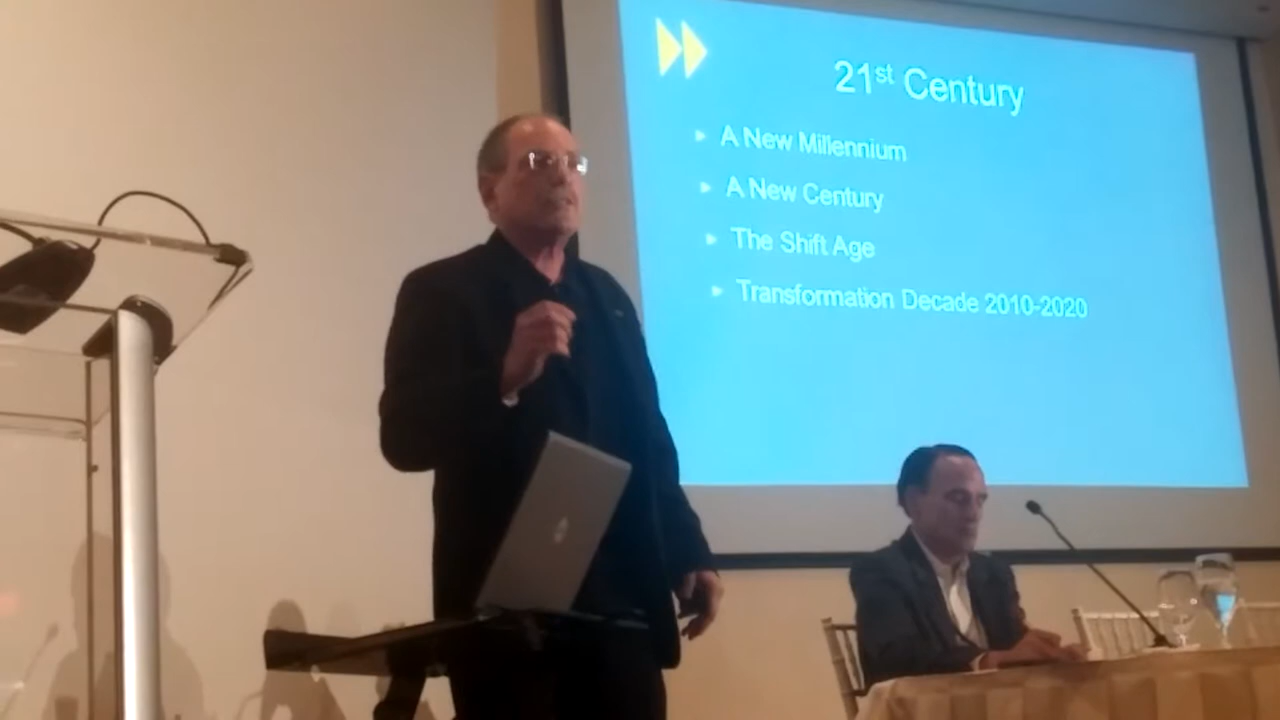 21st Century
A New Millennium
A New Century
The Shift Age
Transformation Decade 2010-2020